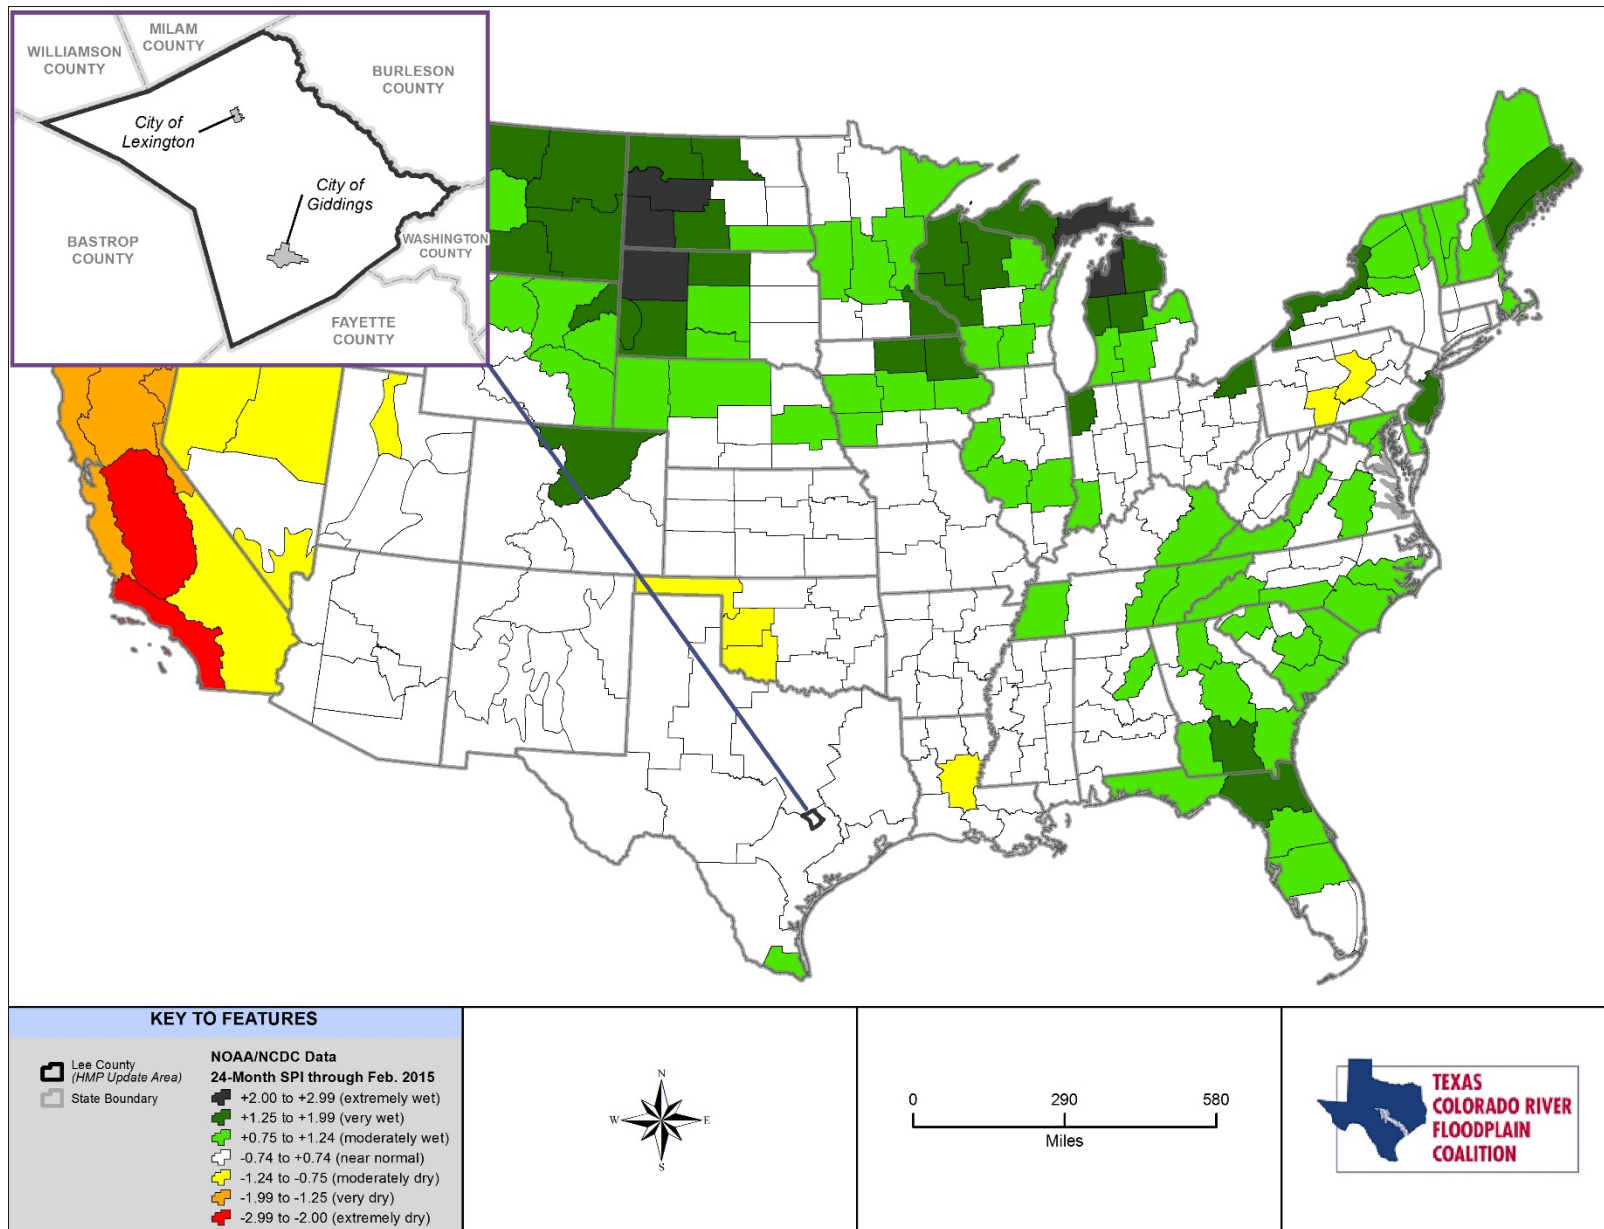 MILAM
COUNTY
WILLIAMSON
COUNTY
BURLESON
COUNTY
City of
Lexington
City of
Giddings
BASTROP
COUNTY
WASHINGTON
COUNTY
FAYETTE
COUNTY
KEY TO FEATURES
Lee County
(HMP Update Area)
State Boundary
NOAA/NCDC Data
24-Month SPI through Feb. 2015
+2.00 to +2.99 (extremely wet)
+1.25 to +1.99 (very wet)
+0.75 to +1.24 (moderately wet)
-0.74 to +0.74 (near normal)
-1.24 to -0.75 (moderately dry)
-1.99 to -1.25 (very dry)
-2.99 to -2.00 (extremely dry)
N
W E
S
0 290 580
Miles
TEXAS
COLORADO RIVER
FLOODPLAIN
COALITION